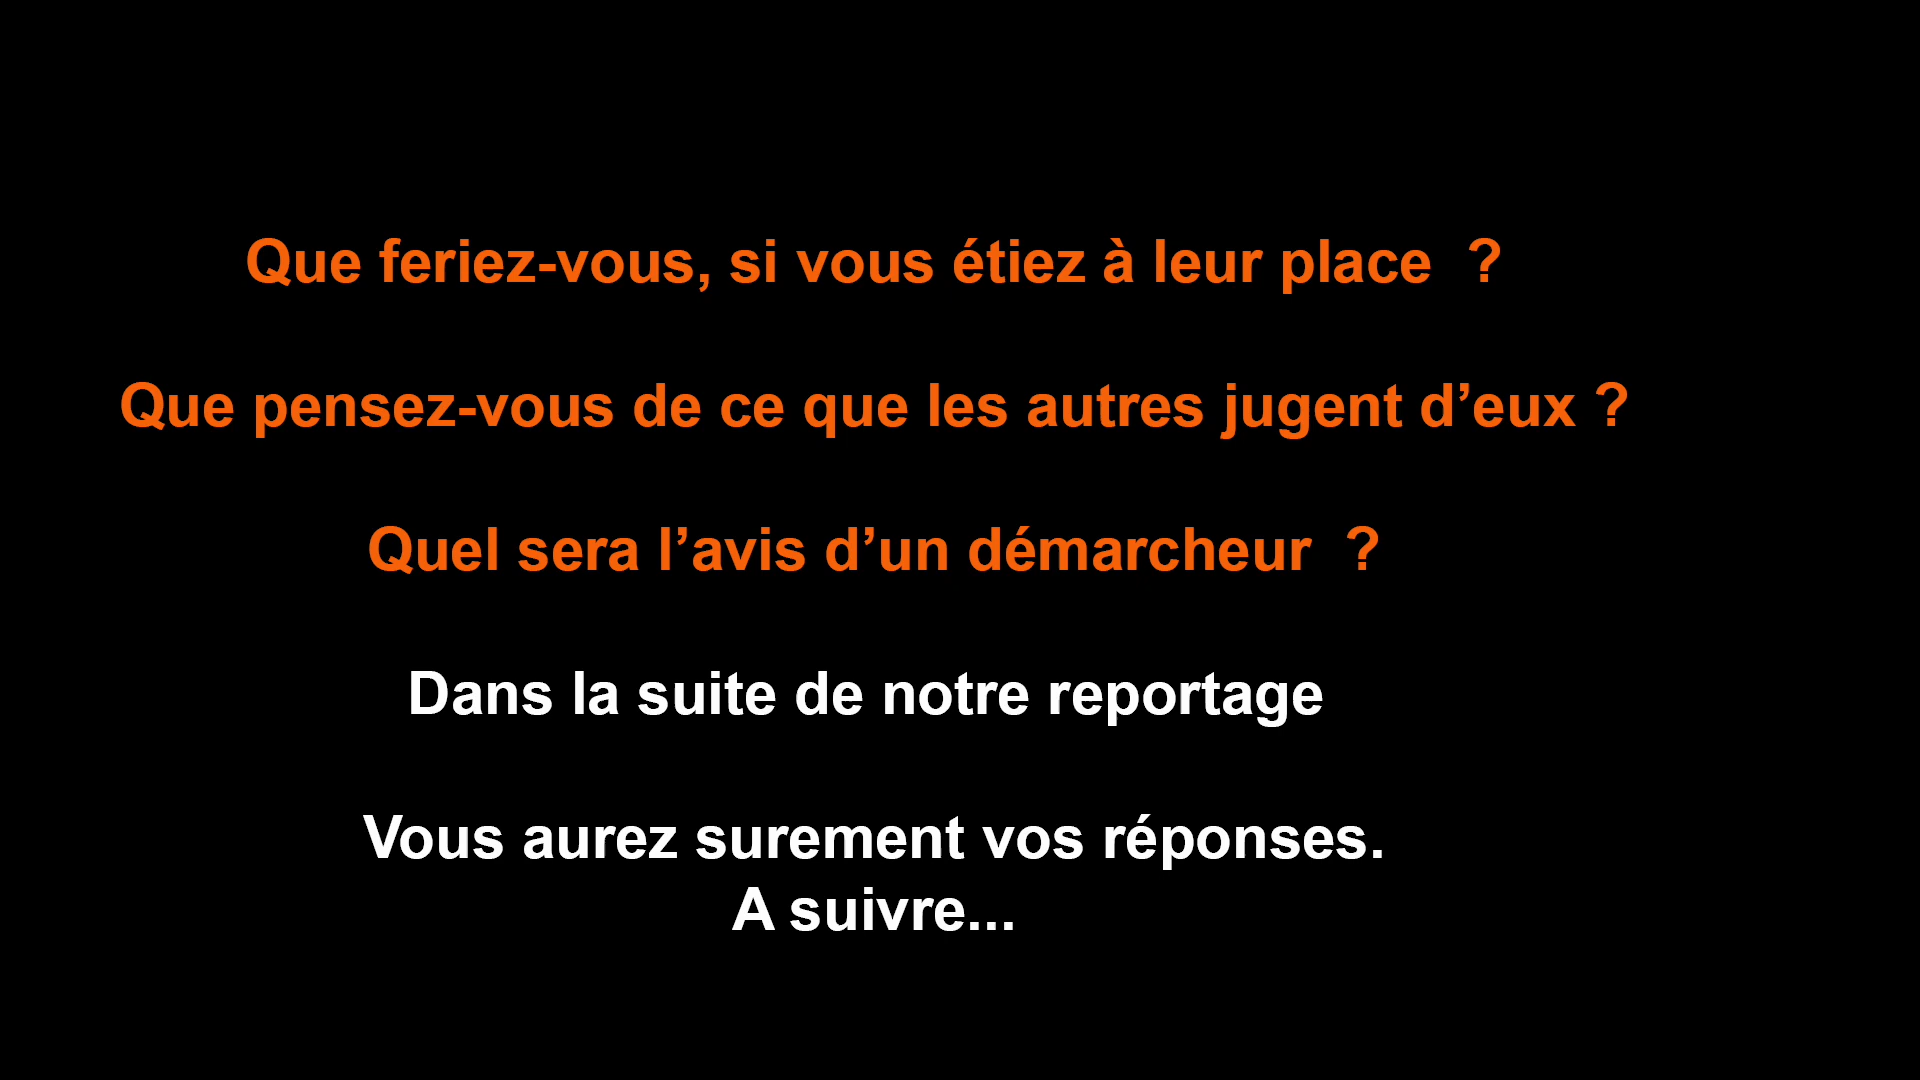 Que feriez-vous, si vous étiez à leur place  ?
Que pensez-vous de ce que les autres jugent d’eux ?
Quel sera l’avis d’un démarcheur  ?
Dans la suite de notre reportage
Vous aurez surement vos réponses.
A suivre...